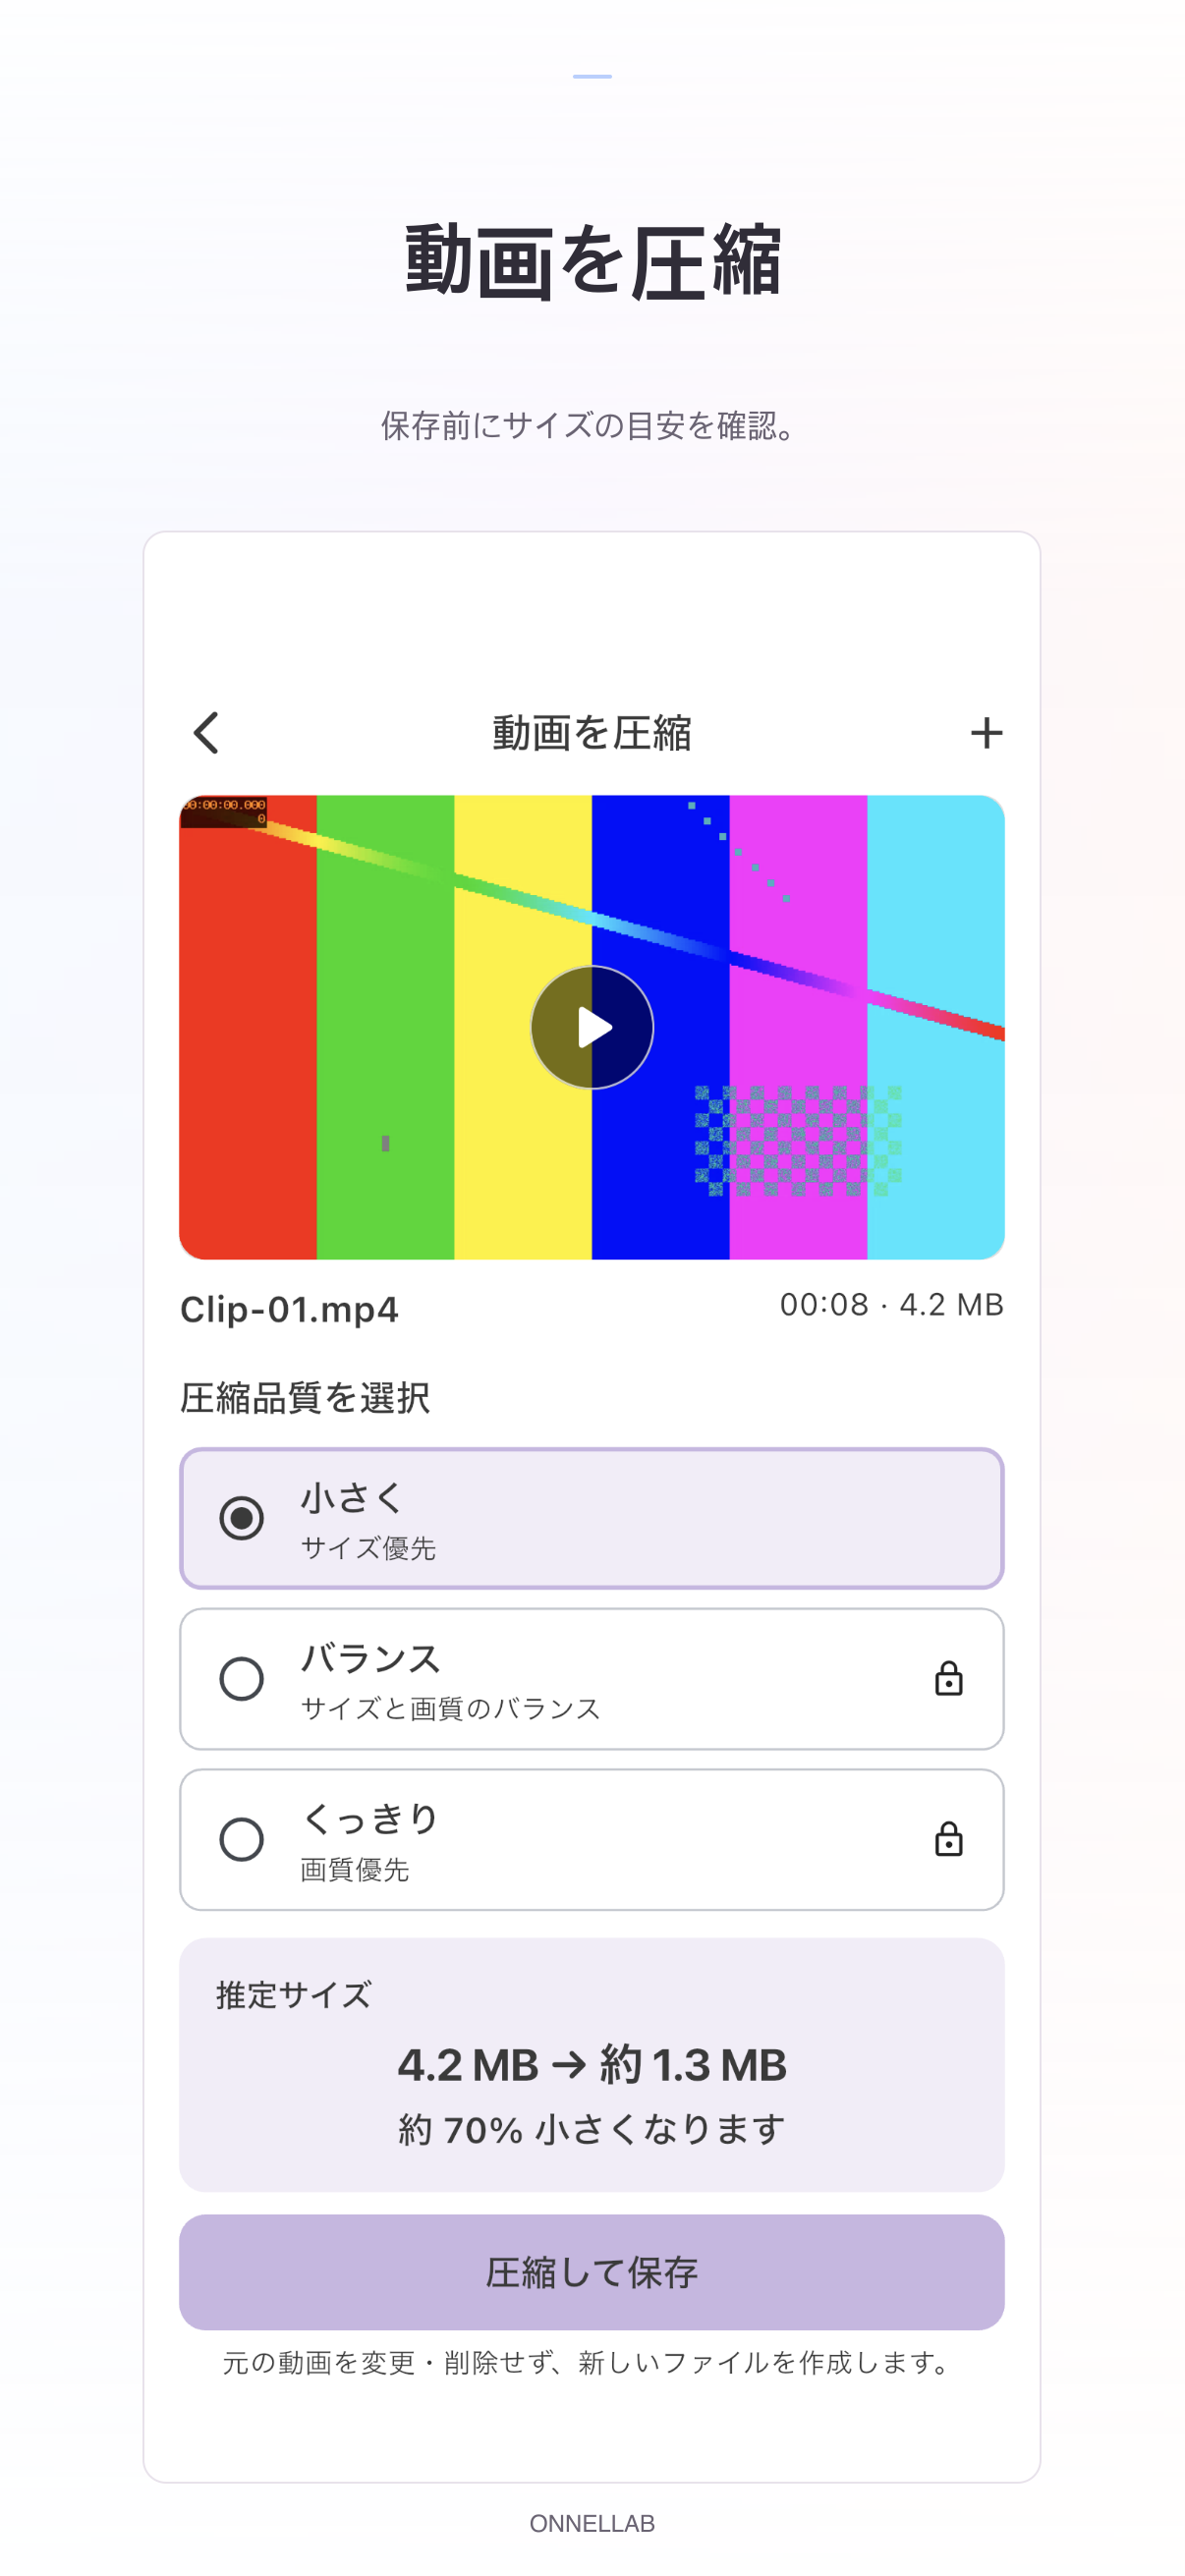 動画を圧縮
保存前にサイズの目安を確認。
動画を圧縮
00:00:00.000
0
Clip-01.mp4
00:08 · 4.2 MB
圧縮品質を選択
小さく
サイズ優先
バランス
サイズと画質のバランス
くっきり
画質優先
推定サイズ
4.2 MB → 約 1.3 MB
約 70% 小さくなります
圧縮して保存
元の動画を変更・削除せず、新しいファイルを作成します。
ONNELLAB